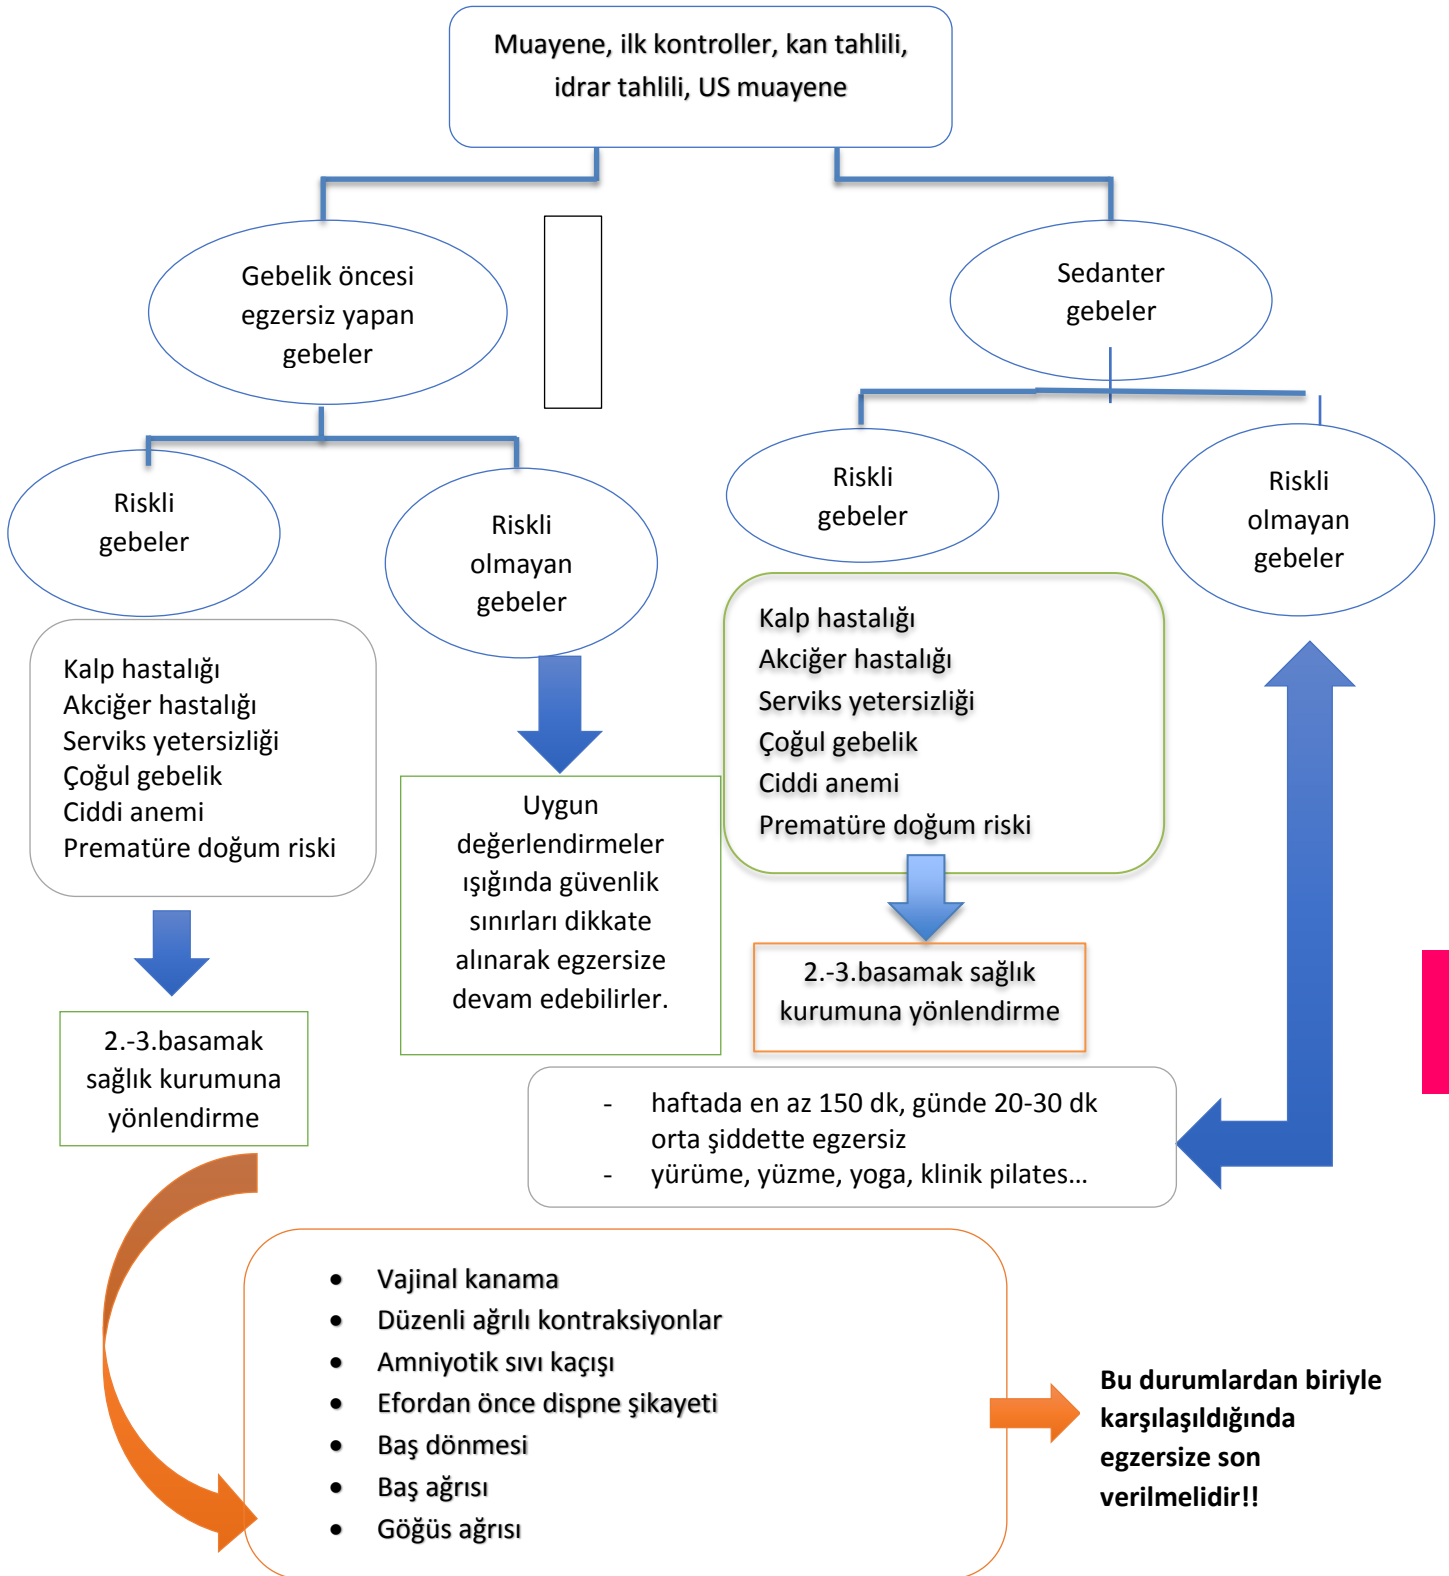 Muayene, ilk kontroller, kan tahlili,
idrar tahlili, US muayene
Gebelik öncesi
egzersiz yapan
gebeler
Sedanter
gebeler
Riskli
gebeler
Riskli
olmayan
gebeler
Riskli
gebeler
Riskli
olmayan
gebeler
Kalp hastalığı
Akciğer hastalığı
Serviks yetersizliği
Çoğul gebelik
Ciddi anemi
Prematüre doğum riski
Uygun
değerlendirmeler
ışığında güvenlik
sınırları dikkate
alınarak egzersize
devam edebilirler.
Kalp hastalığı
Akciğer hastalığı
Serviks yetersizliği
Çoğul gebelik
Ciddi anemi
Prematüre doğum riski
2.-3.basamak
sağlık kurumuna
yönlendirme
2.-3.basamak sağlık
kurumuna yönlendirme
- haftada en az 150 dk, günde 20-30 dk
orta şiddette egzersiz
- yürüme, yüzme, yoga, klinik pilates...
• Vajinal kanama
• Düzenli ağrılı kontraksiyonlar
• Amniyotik sıvı kaçışı
• Efordan önce dispne şikayeti
• Baş dönmesi
• Baş ağrısı
• Göğüs ağrısı
Bu durumlardan biriyle
karşılaşıldığında
egzersize son
verilmelidir!!